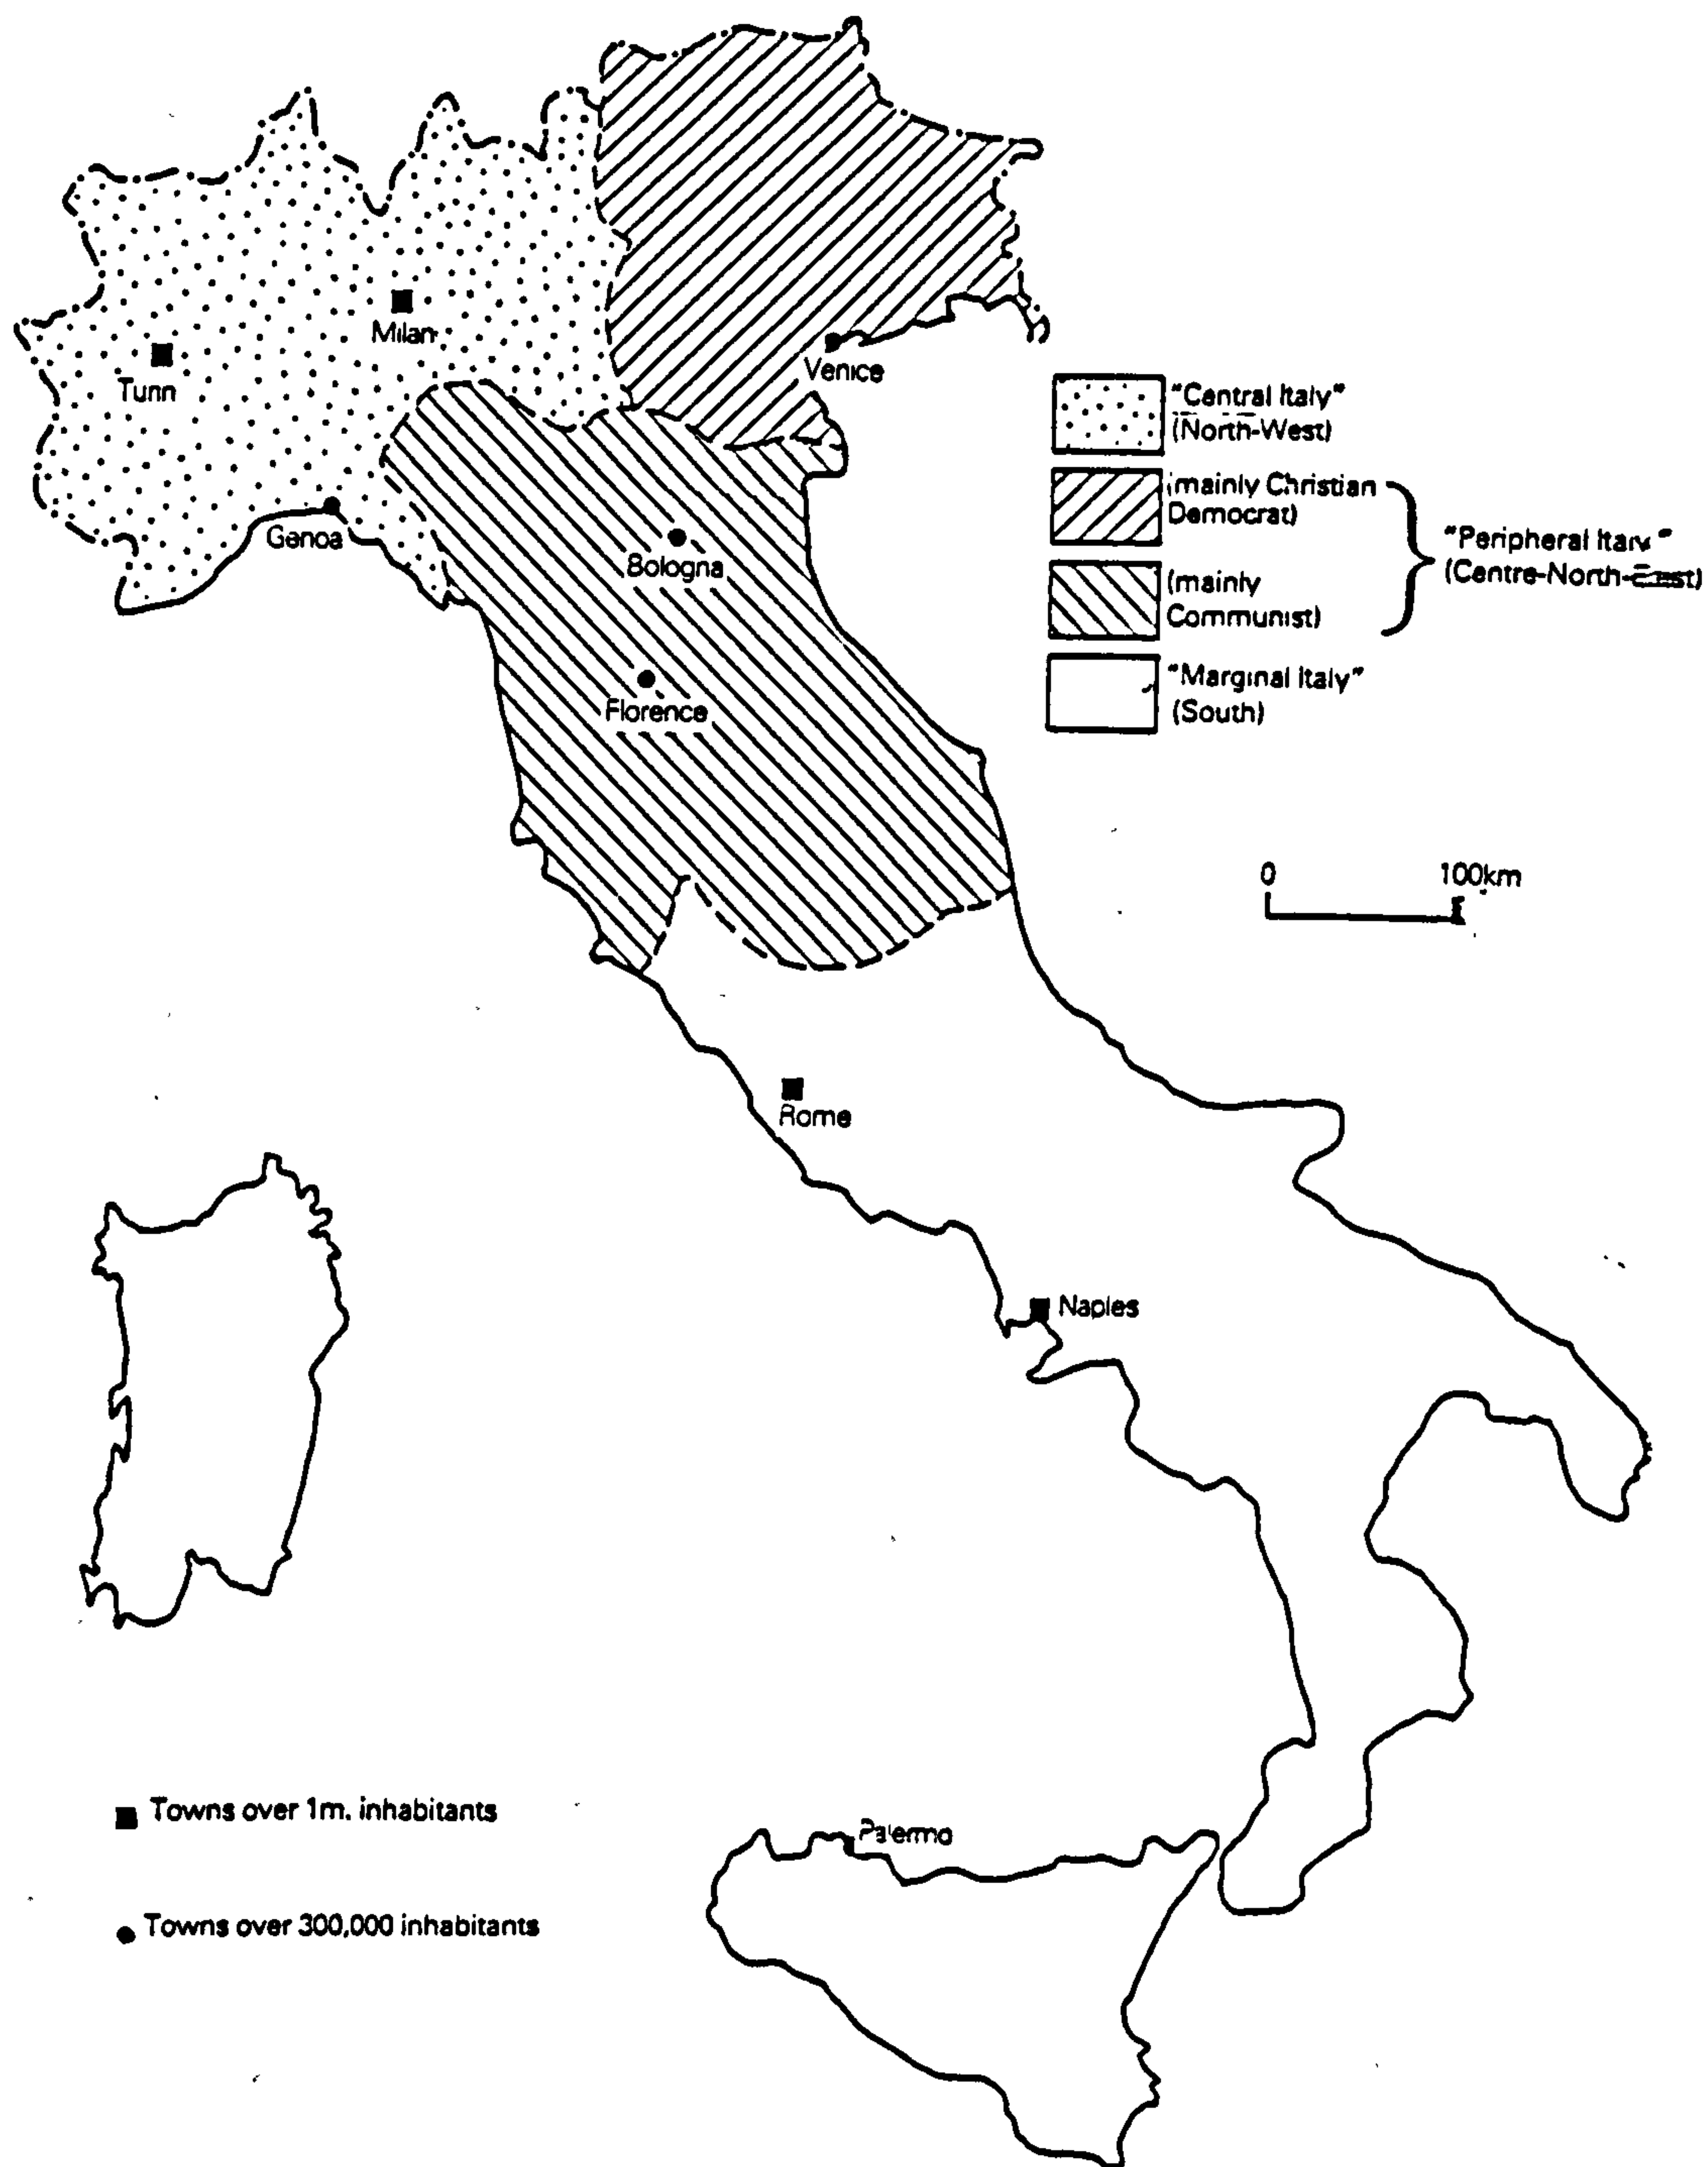 Milan
Tunn
Venice
Genoa
Bologna
Florence
"Central Italy"
(North-West)
(mainly Christian
Democrat)
(mainly
Communist)
"Peripheral Itarv"
(Centre-North-East)
"Marginal Italy"
(South)
0 100km
Rome
Naples
Palermo
Towns over 1m. inhabitants
Towns over 300,000 inhabitants